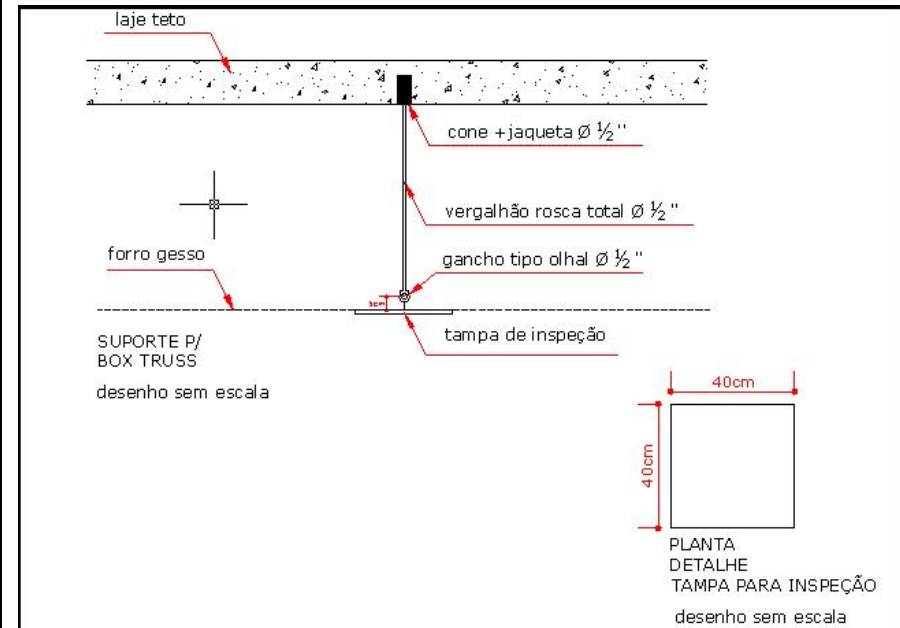 laje teto
cone +jaqueta Ø ½"
vergalhão rosca total Ø ½"
forro gesso
gancho tipo olhal Ø ½"
tampa de inspeção
SUPORTE P/
BOX TRUSS
desenho sem escala
40cm
40cm
PLANTA
DETALHE
TAMPA PARA INSPEÇÃO
desenho sem escala